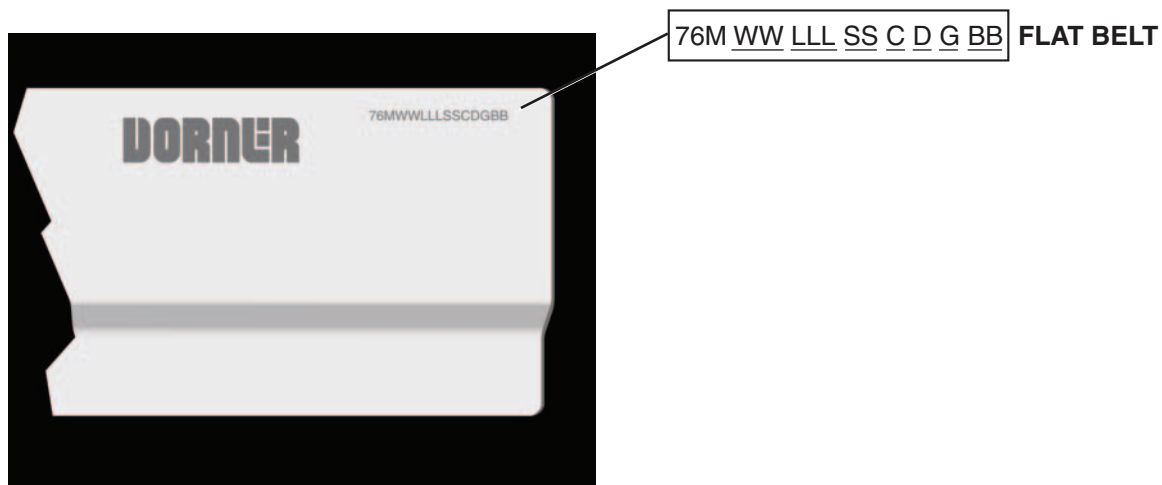 76M WW LLL SS C D G BB FLAT BELT
DORNER 76MWWLLLSSCDGBB